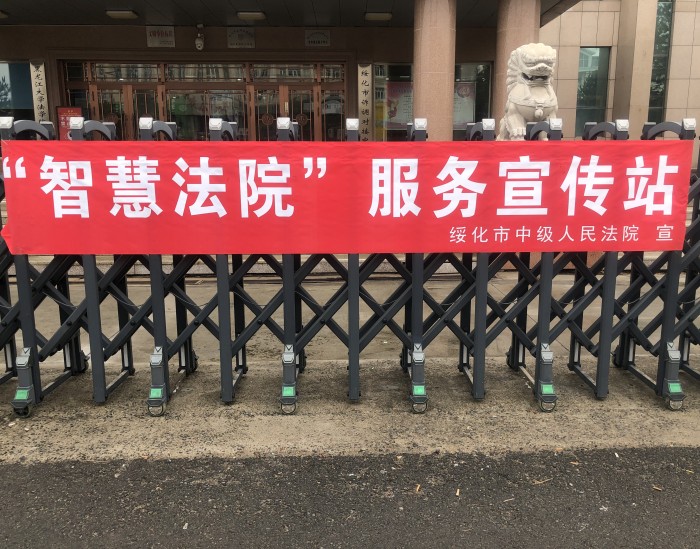 “智慧法院”服务宣传站
绥化市中级人民法院 宣